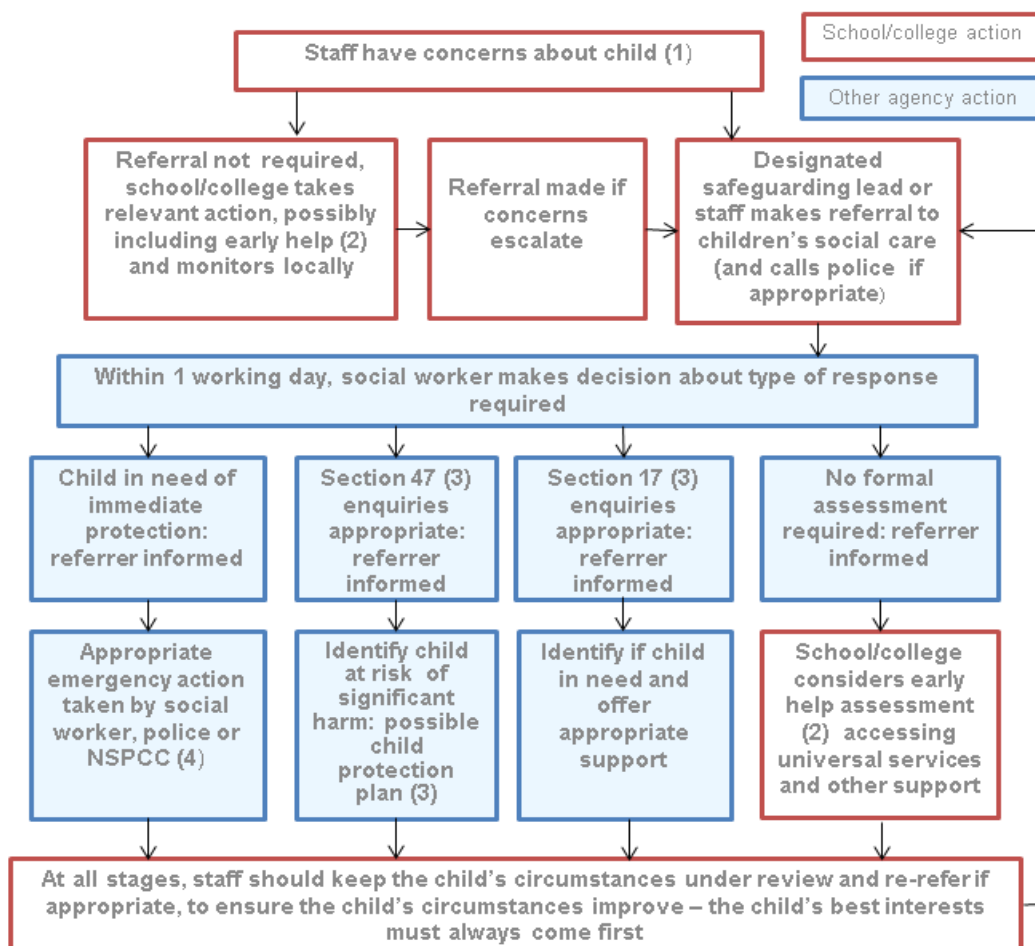 School/college action
Other agency action
Staff have concerns about child (1)
Referral not required,
school/college takes
relevant action, possibly
including early help (2)
and monitors locally
Referral made if
concerns
escalate
Designated
safeguarding lead or
staff makes referral to
children's social care
(and calls police if
appropriate)
Within 1 working day, social worker makes decision about type of response
required
Child in need of
immediate
protection:
referrer informed
Section 47 (3)
enquiries
appropriate:
referrer
informed
Section 17 (3)
enquiries
appropriate:
referrer
informed
No formal
assessment
required: referrer
informed
Appropriate
emergency action
taken by social
worker, police or
NSPCC (4)
Identify child
at risk of
significant
harm: possible
child
protection
plan (3)
Identify if child
in need and
offer
appropriate
support
School/college
considers early
help assessment
(2) accessing
universal services
and other support
At all stages, staff should keep the child's circumstances under review and re-refer if
appropriate, to ensure the child's circumstances improve – the child's best interests
must always come first